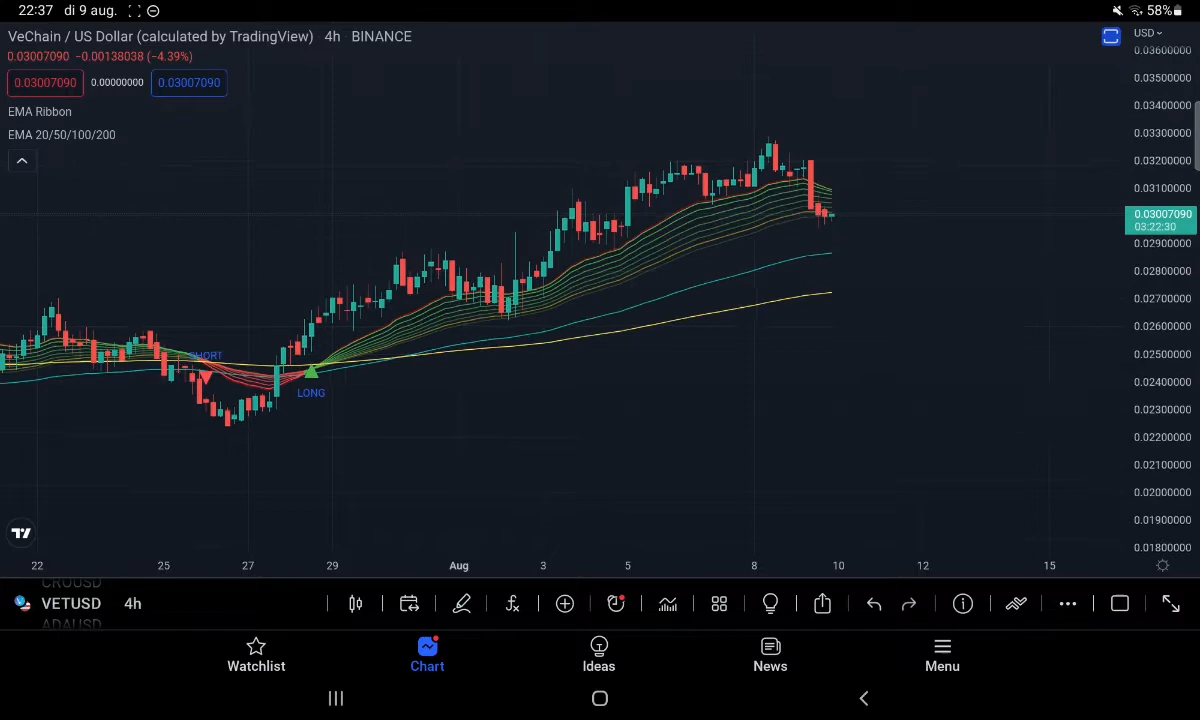 22:37 di 9 aug. 58%
VeChain / US Dollar (calculated by TradingView) 4h BINANCE
USD
0.03007090 −0.00138038 (−4.39%)
0.03007090 0.00000000 0.03007090
EMA Ribbon
EMA 20/50/100/200
0.03600000
0.03500000
0.03400000
0.03300000
0.03200000
0.03100000
0.03007090
03:22:30
0.02900000
0.02800000
0.02700000
0.02600000
0.02500000
0.02400000
0.02300000
0.02200000
0.02100000
0.02000000
0.01900000
0.01800000
SHORT
LONG
22 25 27 29 Aug 3 5 8 10 12 15
CROUSD
VETUSD 4h
ADAUSD
Watchlist Chart Ideas News Menu